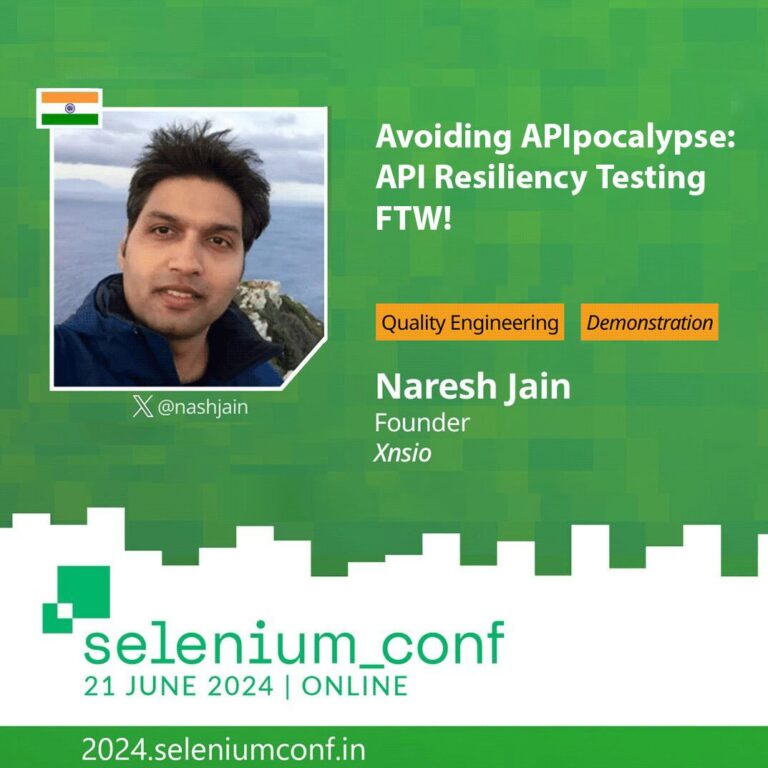 Avoiding APIpocalypse:
API Resiliency Testing
FTW!
Quality Engineering
Demonstration
Naresh Jain
Founder
Xnsio
X @nashjain
selenium_conf
21 JUNE 2024 | ONLINE
2024.seleniumconf.in